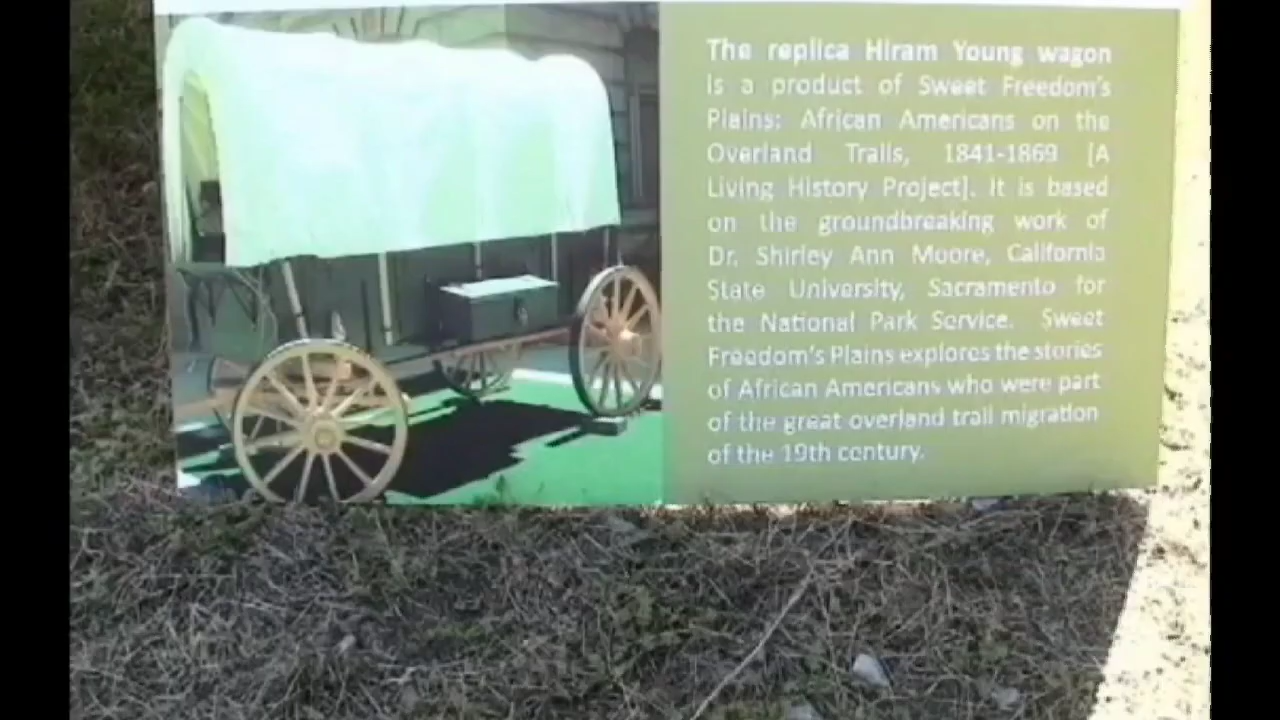 The replica Hiram Young wagon
is a product of Sweet Freedom's
Plains: African Americans on the
Overland Trails, 1841-1869 [A
Living History Project]. It is based
on the groundbreaking work of
Dr. Shirley Ann Moore, California
State University, Sacramento for
the National Park Service. Sweet
Freedom's Plains explores the stories
of African Americans who were part
of the great overland trail migration
of the 19th century.